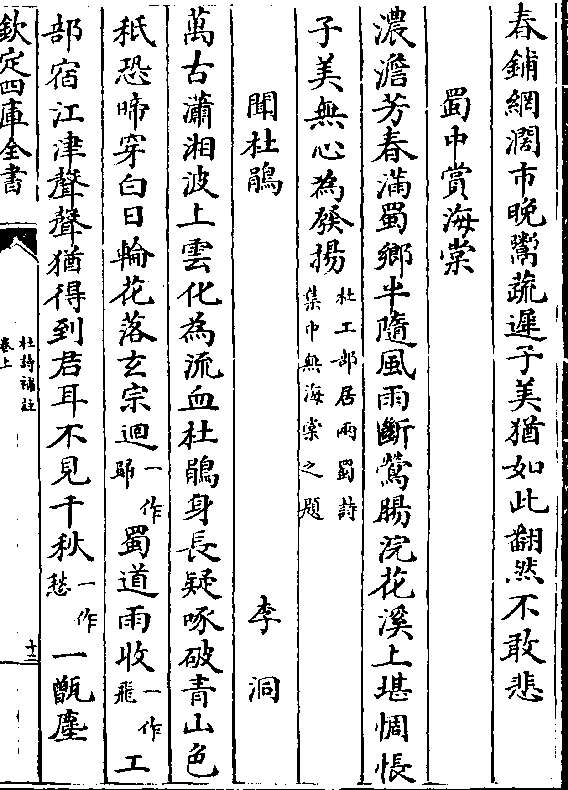 春鋪網濶市晚鬻蔬遲子美猶如此翻然不敢悲
蜀中賞海棠
濃澹芳春滿蜀鄉半隨風雨斷鶯腸浣花溪上堪惆悵
子美無心為發揚杜工部居兩蜀詩集中無海棠之題
聞杜鵑 李洞
萬古瀟湘波上雲化為流血杜鵑身長疑啄破青山色
秪恐啼穿白日輪花落玄宗迴一作歸蜀道雨收一作飛工
部宿江津聲聲猶得到君耳不見千秋一作愁一甑塵
欽定四庫全書
杜詩補註
卷上
十三